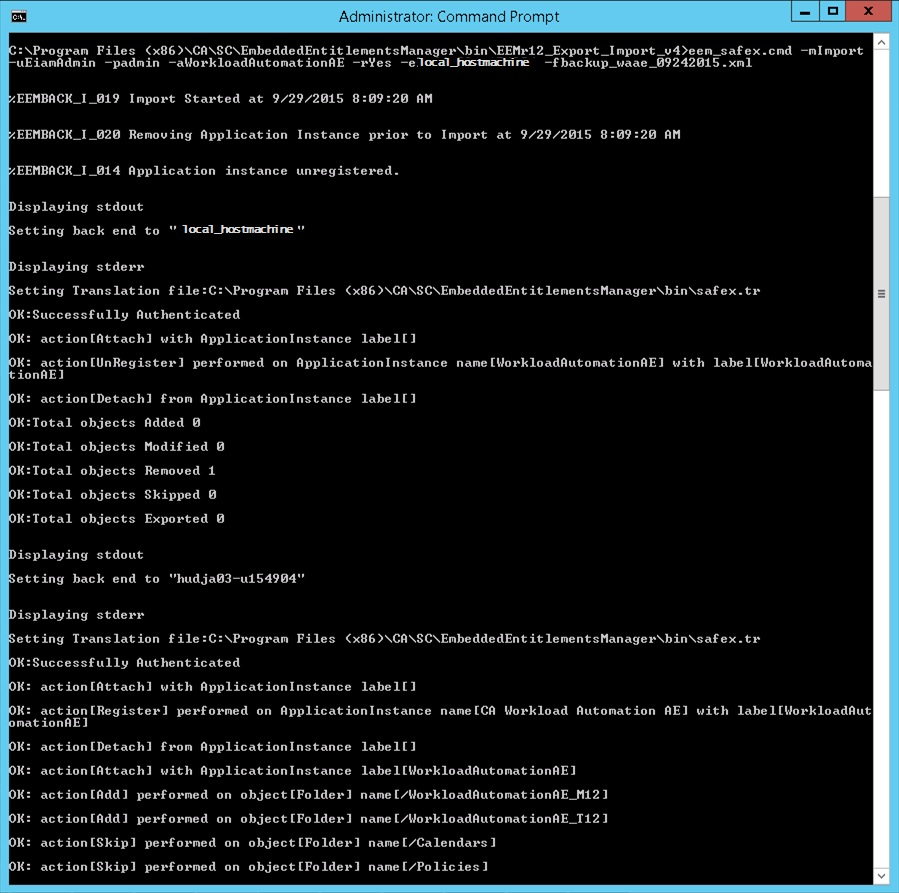 Administrator: Command Prompt
C:\Program Files (x86)\CA\SC\EmbeddedEntitlementsManager\bin\EEMr12_Export_Import_v4>eem_safex.cmd -mImport
-uEiamAdmin -padmin -aWorkloadAutomationAE -rYes -elocal_hostmachine -fbackup_waae_09242015.xml
%EEMBACK_I_019 Import Started at 9/29/2015 8:09:20 AM
%EEMBACK_I_020 Removing Application Instance prior to Import at 9/29/2015 8:09:20 AM
%EEMBACK_I_014 Application instance unregistered.
Displaying stdout
Setting back end to "local_hostmachine"
Displaying stderr
Setting Translation file:C:\Program Files (x86)\CA\SC\EmbeddedEntitlementsManager\bin\safex.tr
OK:Successfully Authenticated
OK: action[Attach] with ApplicationInstance label[]
OK: action[UnRegister] performed on ApplicationInstance name[WorkloadAutomationAE] with label[WorkloadAutoma
tionAE]
OK: action[Detach] from ApplicationInstance label[]
OK:Total objects Added 0
OK:Total objects Modified 0
OK:Total objects Removed 1
OK:Total objects Skipped 0
OK:Total objects Exported 0
Displaying stdout
Setting back end to "hudja03-u154904"
Displaying stderr
Setting Translation file:C:\Program Files (x86)\CA\SC\EmbeddedEntitlementsManager\bin\safex.tr
OK:Successfully Authenticated
OK: action[Attach] with ApplicationInstance label[]
OK: action[Register] performed on ApplicationInstance name[CA Workload Automation AE] with label[WorkloadAut
omationAE]
OK: action[Detach] from ApplicationInstance label[]
OK: action[Attach] with ApplicationInstance label[WorkloadAutomationAE]
OK: action[Add] performed on object[Folder] name[/WorkloadAutomationAE_M12]
OK: action[Add] performed on object[Folder] name[/WorkloadAutomationAE_T12]
OK: action[Skip] performed on object[Folder] name[/Calendars]
OK: action[Skip] performed on object[Folder] name[/Policies]